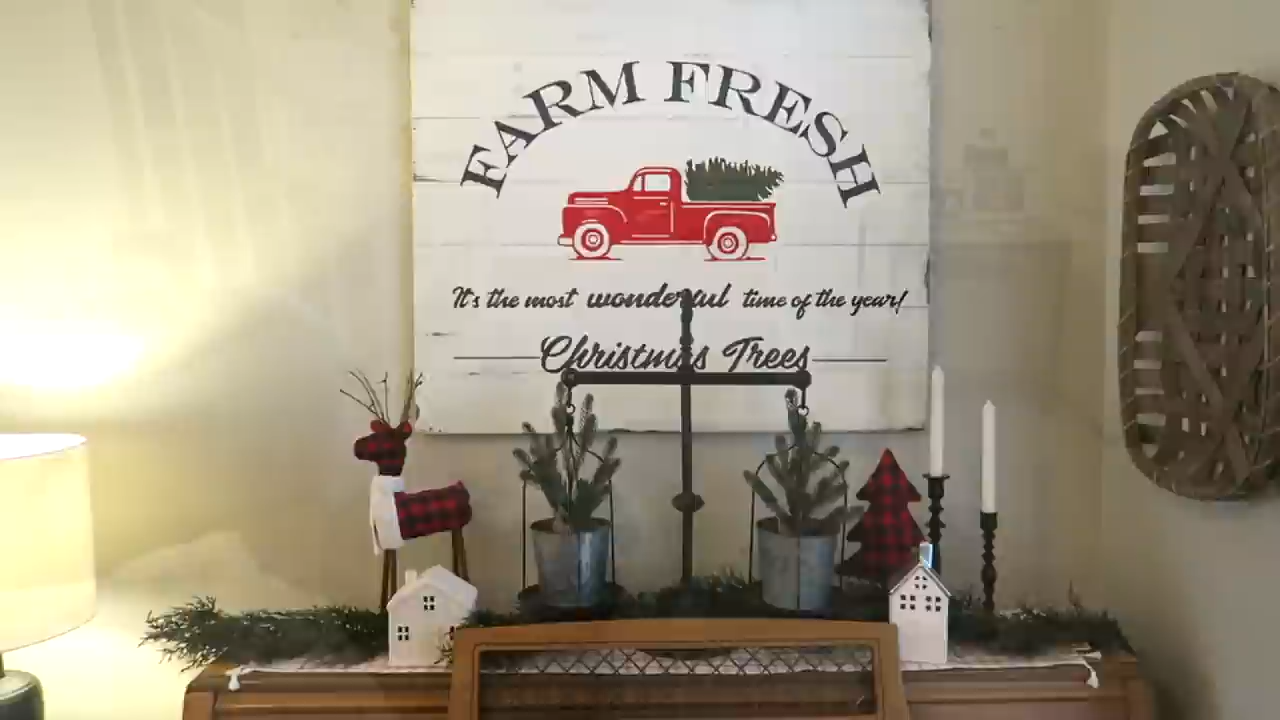 FARM FRESH
It's the most wonderful time of the year!
Christmas Trees